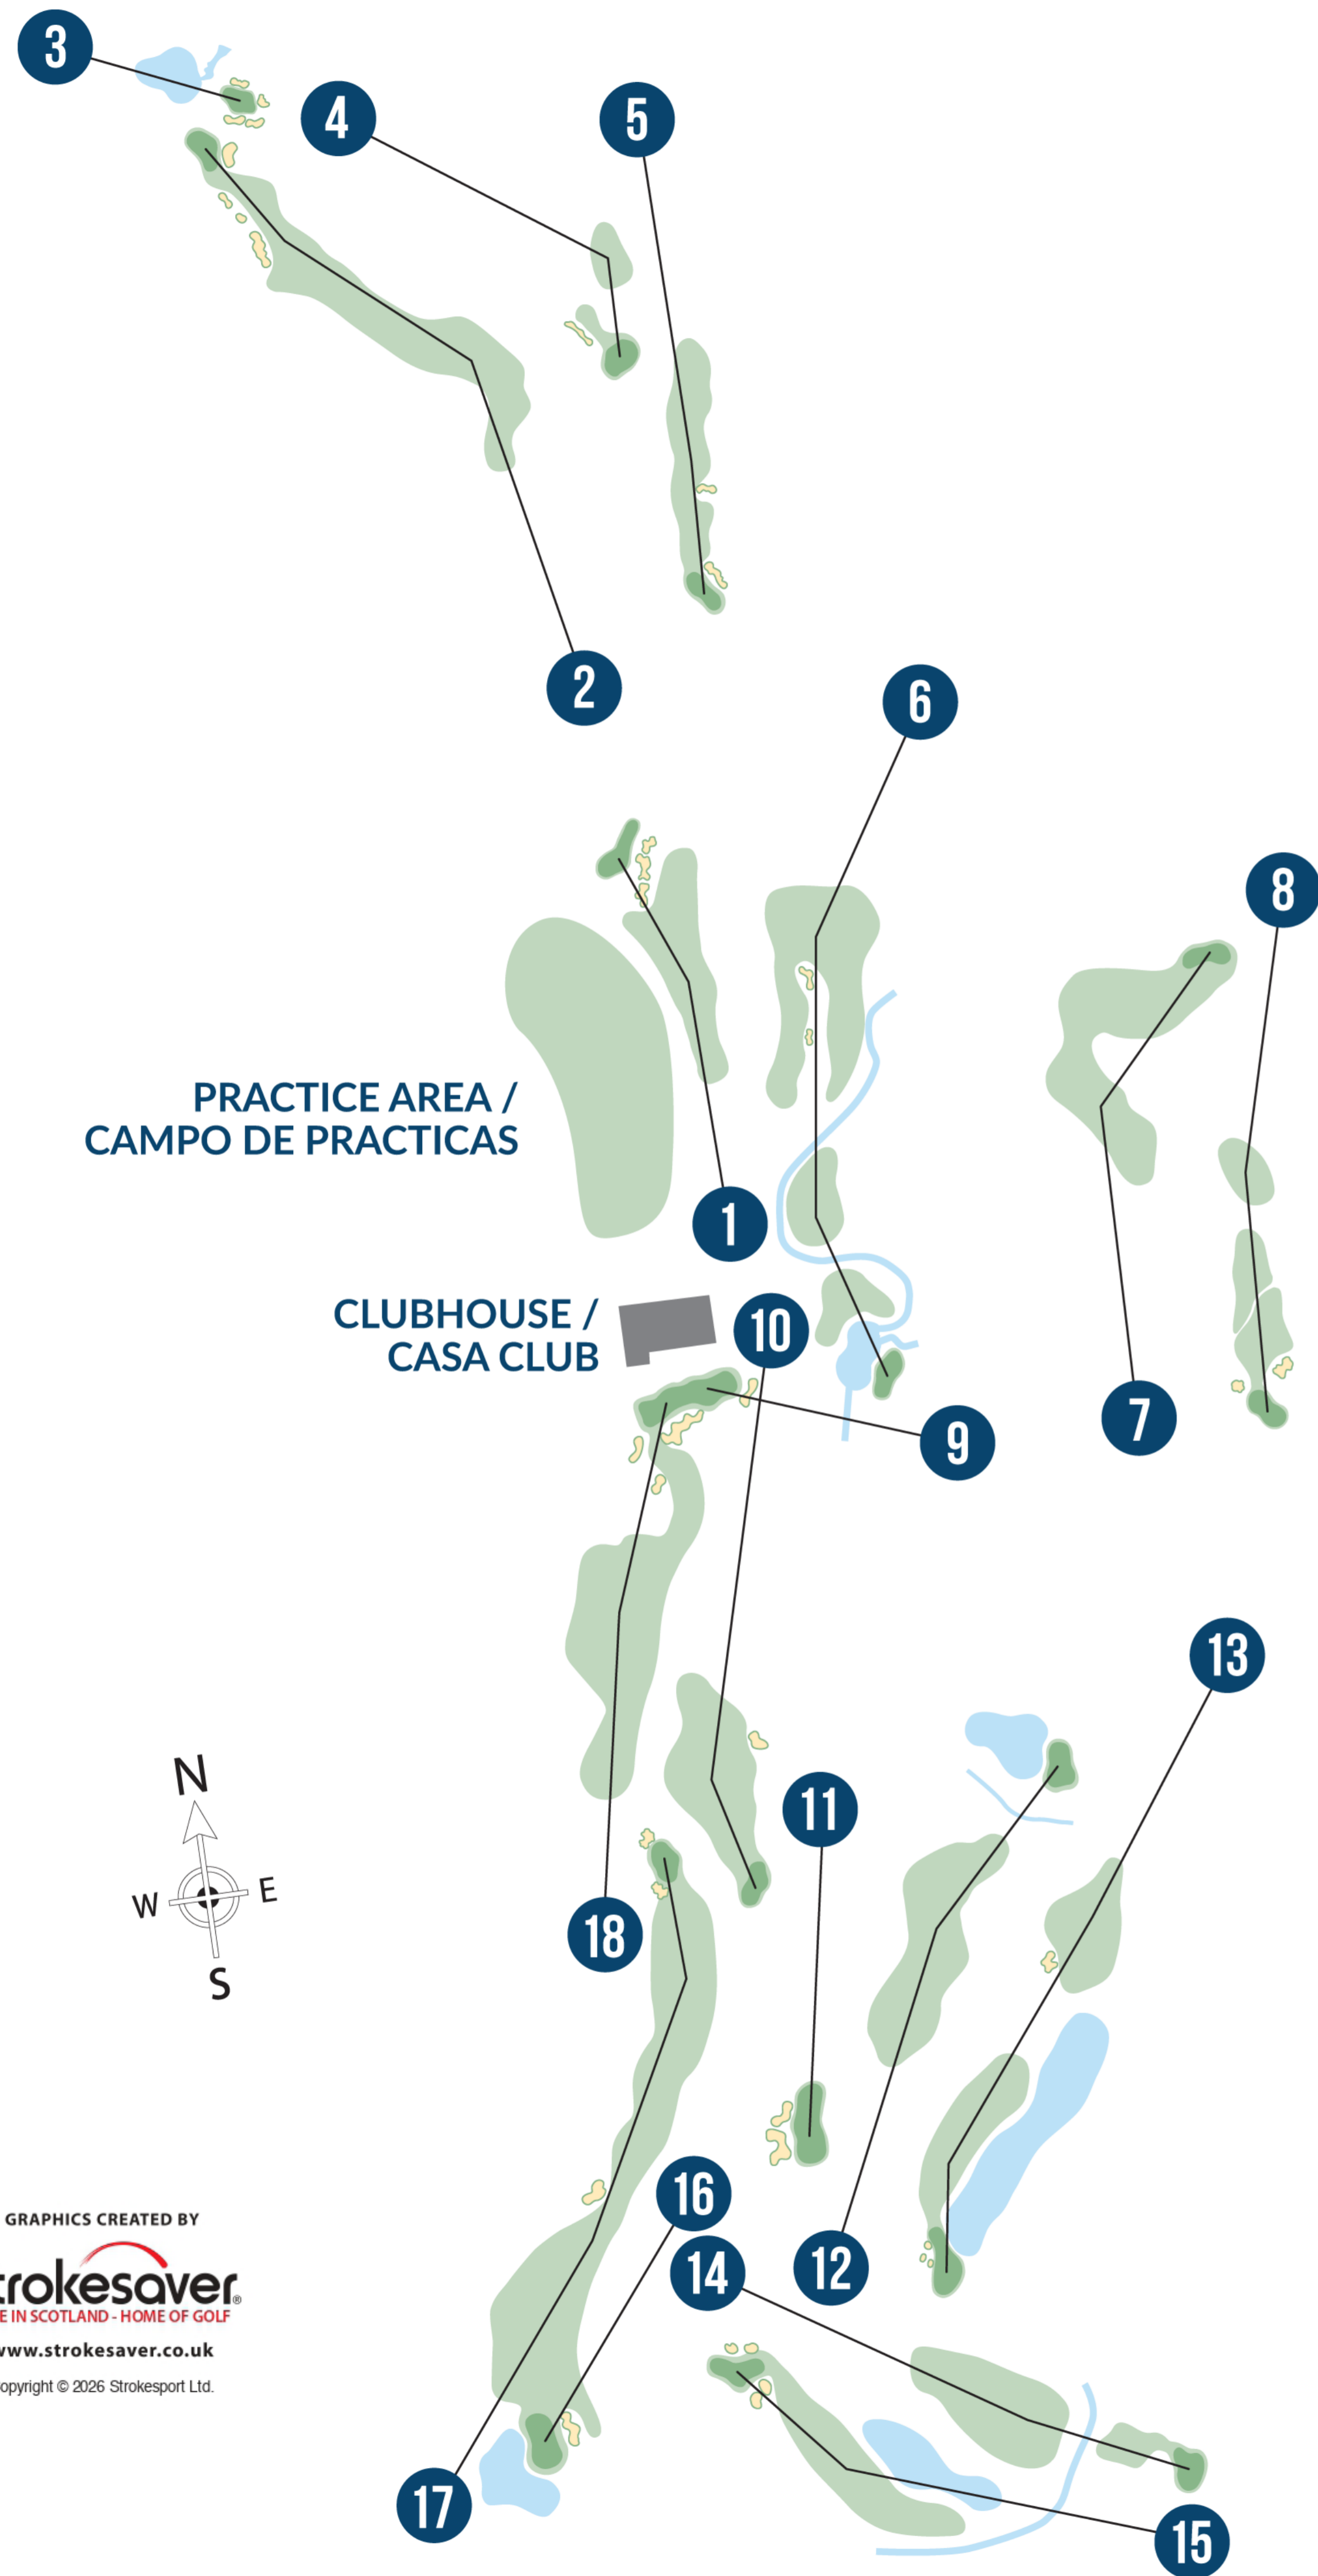 3
4
5
2
6
8
PRACTICE AREA /
CAMPO DE PRACTICAS
1
CLUBHOUSE /
CASA CLUB
10
7
9
13
N
W
E
S
11
18
16
14
12
GRAPHICS CREATED BY
trokesaver®
E IN SCOTLAND - HOME OF GOLF
www.strokesaver.co.uk
opyright © 2026 Strokesport Ltd.
17
15